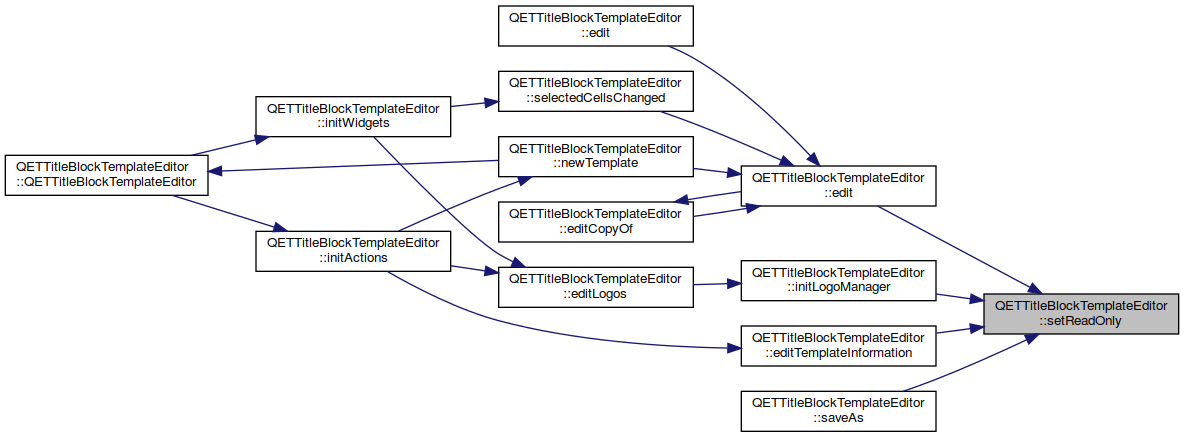 QETTitleBlockTemplateEditor
::edit
QETTitleBlockTemplateEditor
::selectedCellsChanged
QETTitleBlockTemplateEditor
::initWidgets
QETTitleBlockTemplateEditor
::newTemplate
QETTitleBlockTemplateEditor
::QETTitleBlockTemplateEditor
QETTitleBlockTemplateEditor
::edit
QETTitleBlockTemplateEditor
::editCopyOf
QETTitleBlockTemplateEditor
::initActions
QETTitleBlockTemplateEditor
::editLogos
QETTitleBlockTemplateEditor
::initLogoManager
QETTitleBlockTemplateEditor
::setReadOnly
QETTitleBlockTemplateEditor
::editTemplateInformation
QETTitleBlockTemplateEditor
::saveAs